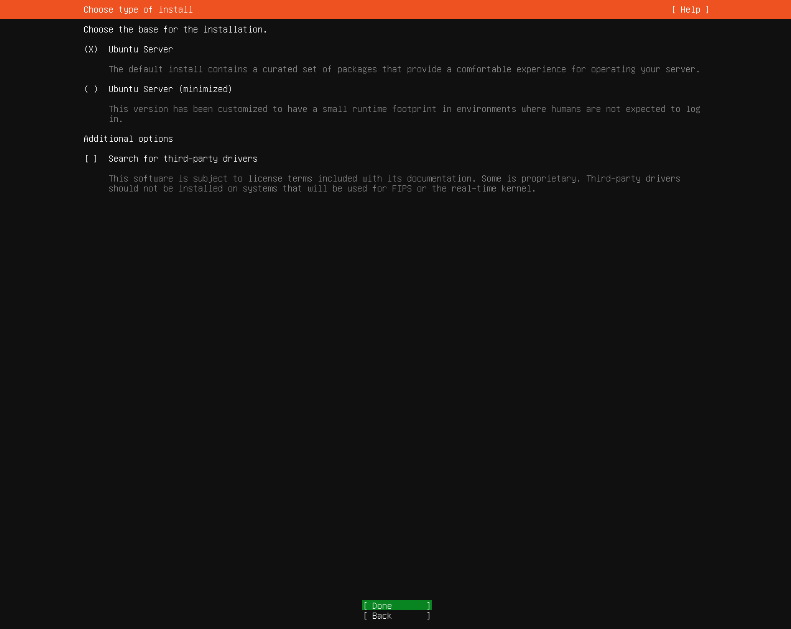 Choose type of install [ Help ]
Choose the base for the installation.
(X) Ubuntu Server
The default install contains a curated set of packages that provide a comfortable experience for operating your server.
( ) Ubuntu Server (minimized)
This version has been customized to have a small runtime footprint in environments where humans are not expected to log
in.
Additional options
[ ] Search for third-party drivers
This software is subject to license terms included with its documentation. Some is proprietary. Third-party drivers
should not be installed on systems that will be used for FIPS or the real-time kernel.
[ Done ]
[ Back ]